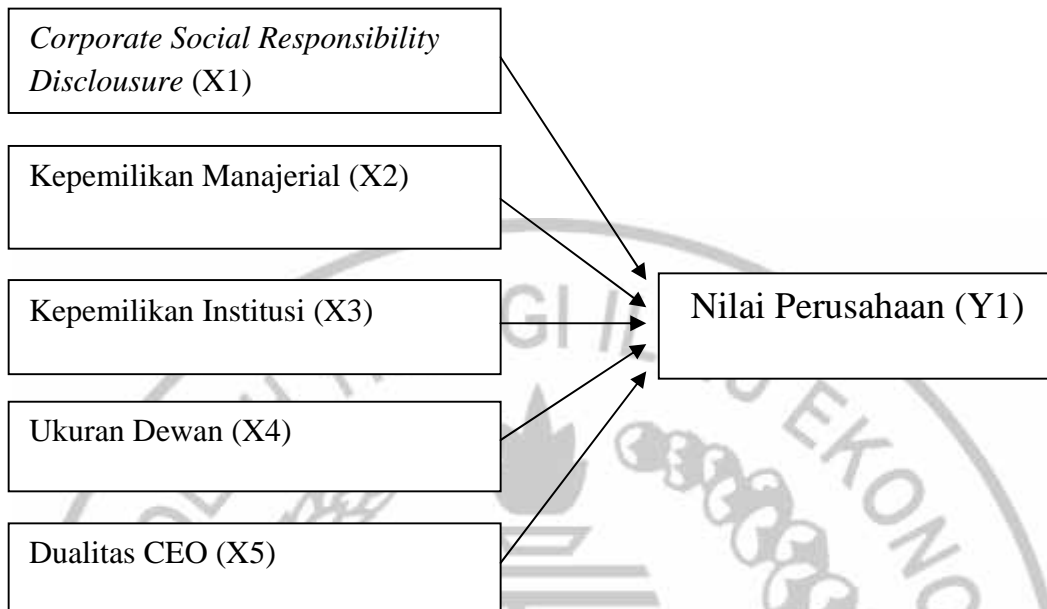 Corporate Social Responsibility
Disclousure (X1)
Kepemilikan Manajerial (X2)
Kepemilikan Institusi (X3)
Nilai Perusahaan (Y1)
Ukuran Dewan (X4)
Dualitas CEO (X5)